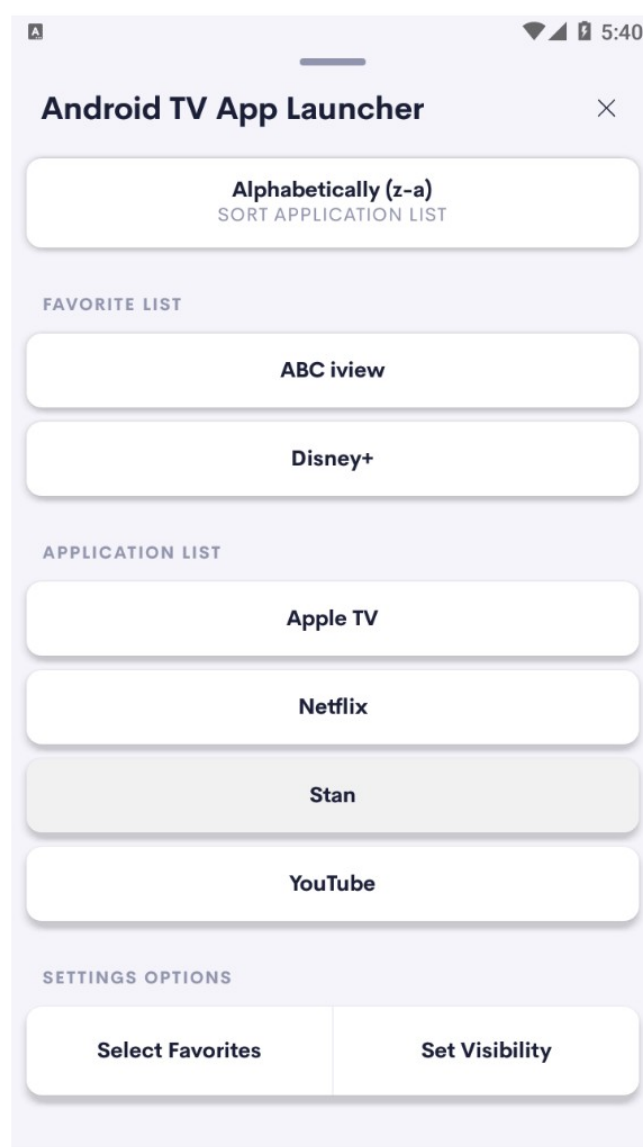 5:40
Android TV App Launcher
Alphabetically (z-a)
SORT APPLICATION LIST
FAVORITE LIST
ABC iview
Disney+
APPLICATION LIST
Apple TV
Netflix
Stan
YouTube
SETTINGS OPTIONS
Select Favorites Set Visibility